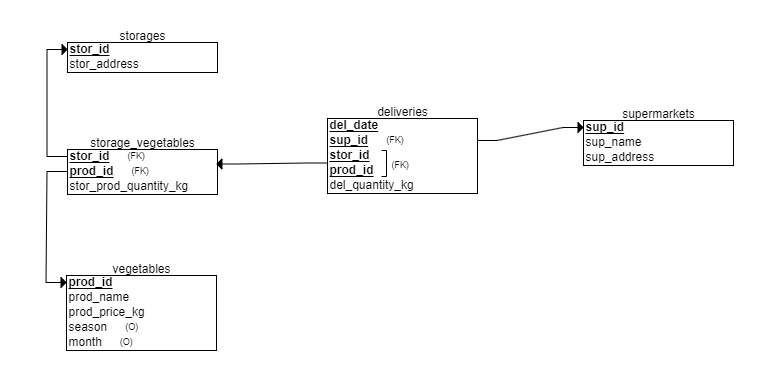 storages
stor_id
stor_address
storage_vegetables
stor_id (FK)
prod_id (FK)
stor_prod_quantity_kg
vegetables
prod_id
prod_name
prod_price_kg
season (O)
month (O)
deliveries
del_date
sup_id (FK)
stor_id
prod_id
(FK)
del_quantity_kg
supermarkets
sup_id
sup_name
sup_address